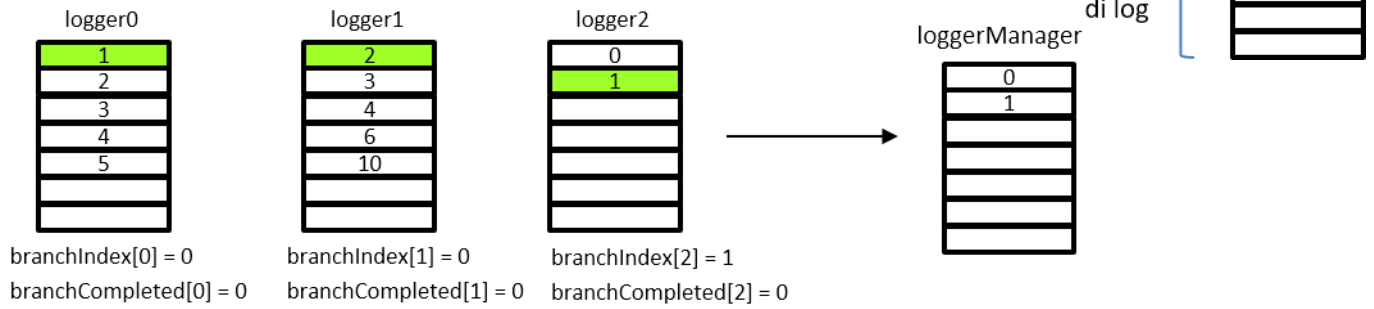 logger0
1
2
3
4
5
branchIndex[0] = 0
branchCompleted[0] = 0
logger1
2
3
4
6
10
branchIndex[1] = 0
branchCompleted[1] = 0
logger2
0
1
branchIndex[2] = 1
branchCompleted[2] = 0
loggerManager
0
1
di log